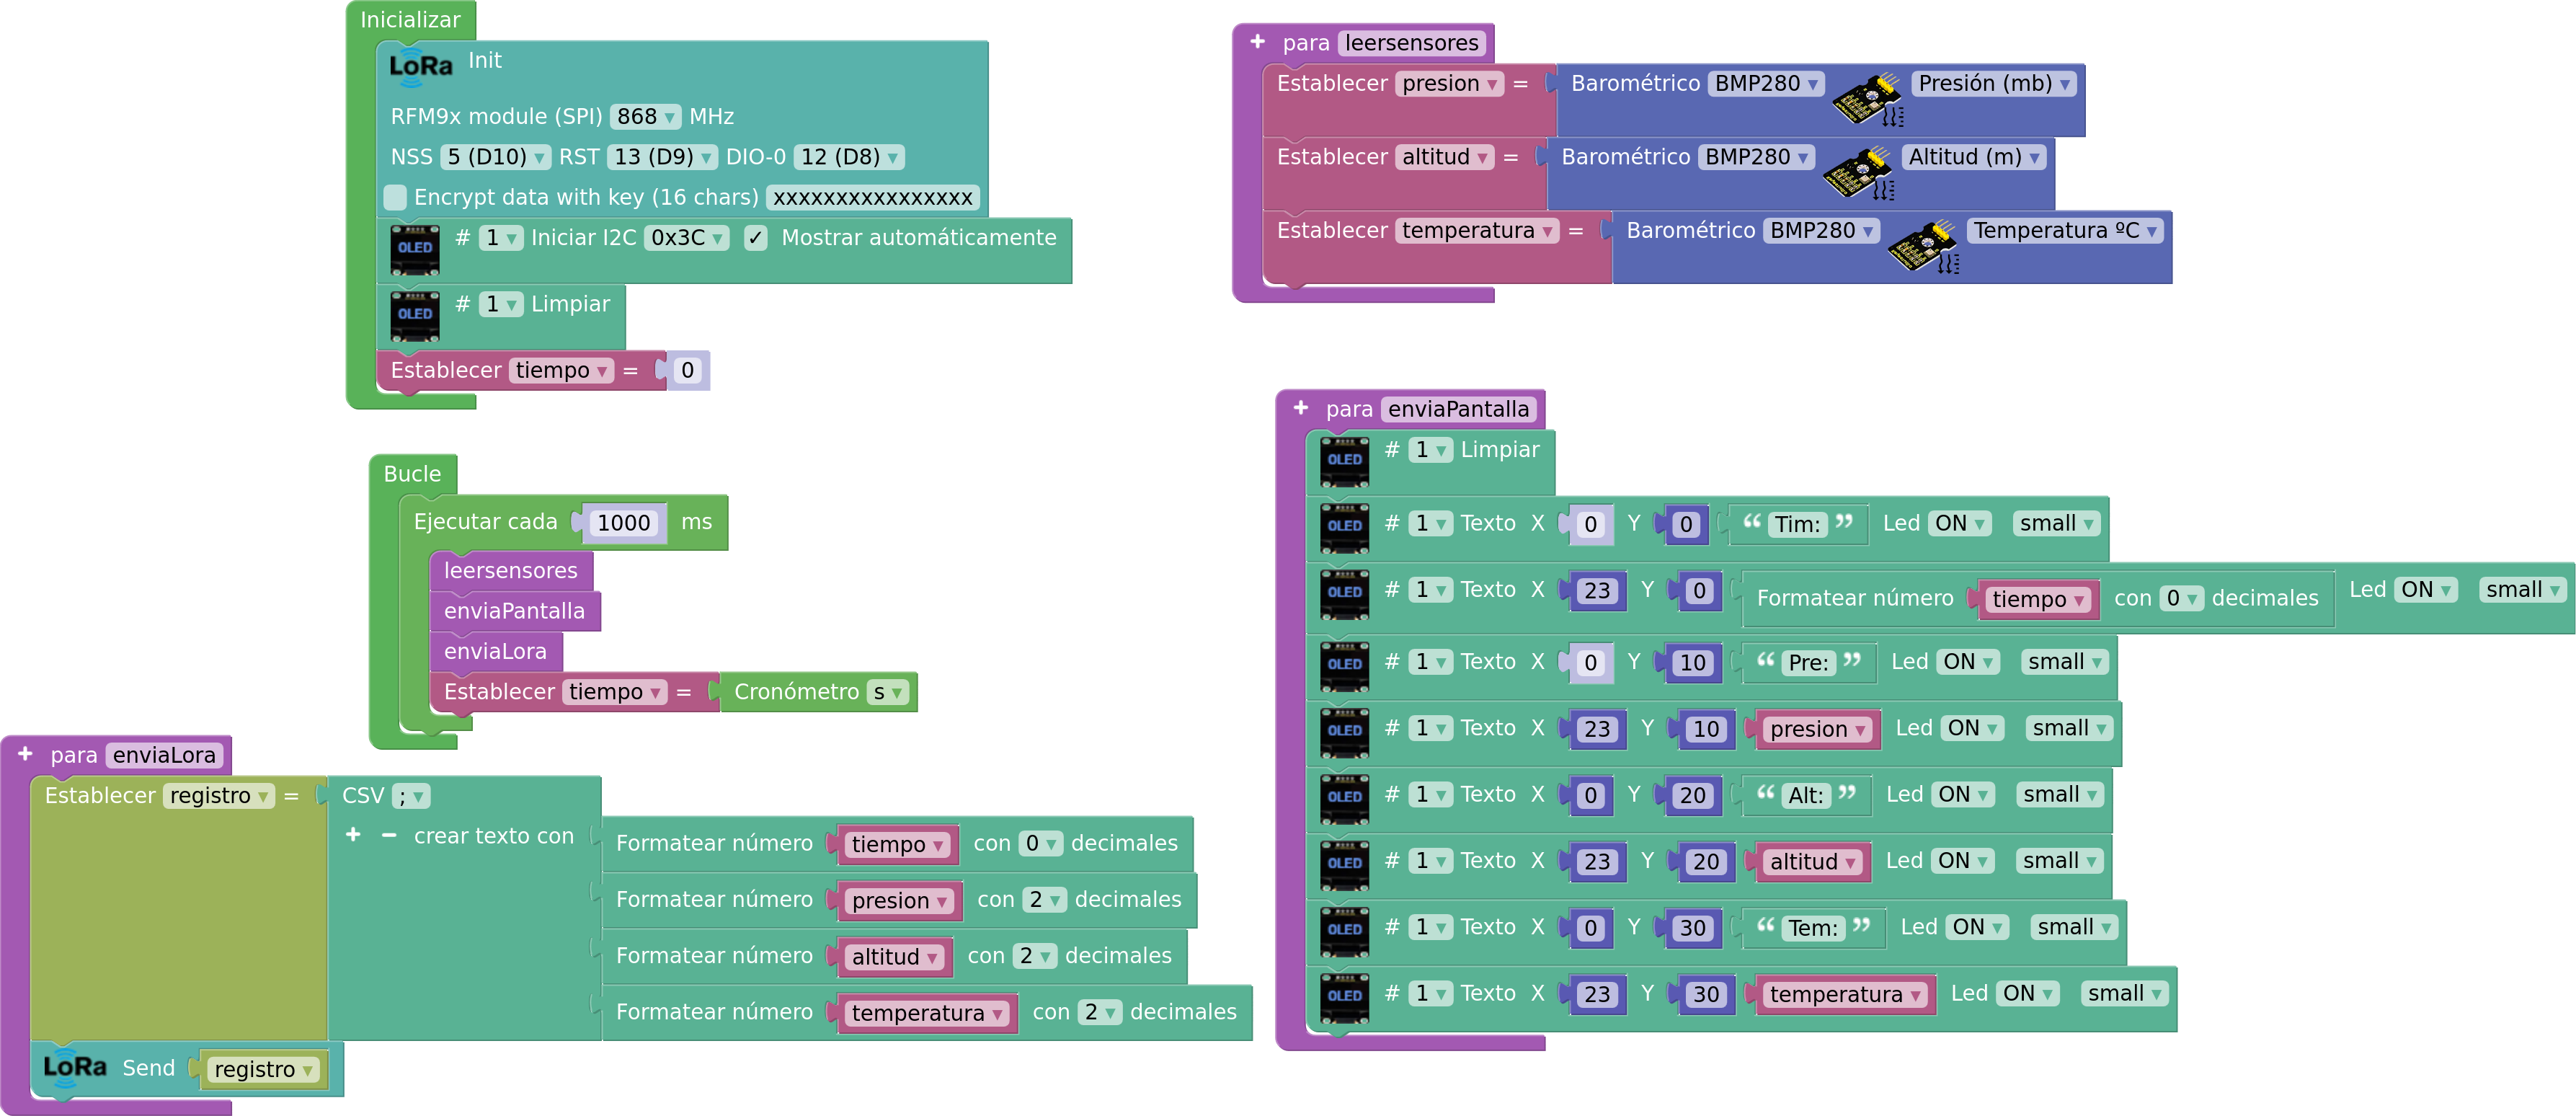 Inicializar
LoRa Init
RFM9x module (SPI) 868 MHz
NSS 5 (D10) RST 13 (D9) DIO-0 12 (D8)
Encrypt data with key (16 chars) xxxxxxxxxxxxxxxx
OLED # 1 Iniciar I2C 0x3C ✓ Mostrar automáticamente
OLED # 1 Limpiar
Establecer tiempo = 0
Bucle
Ejecutar cada 1000 ms
leersensores
enviaPantalla
enviaLora
Establecer tiempo = Cronómetro s
+ para enviaLora
Establecer registro = CSV ;
+ − crear texto con
Formatear número tiempo con 0 decimales
Formatear número presion con 2 decimales
Formatear número altitud con 2 decimales
Formatear número temperatura con 2 decimales
LoRa Send registro
+ para leersensores
Establecer presion = Barométrico BMP280 Presión (mb)
Establecer altitud = Barométrico BMP280 Altitud (m)
Establecer temperatura = Barométrico BMP280 Temperatura ºC
+ para enviaPantalla
OLED # 1 Limpiar
OLED # 1 Texto X 0 Y 0 “ Tim: ” Led ON small
OLED # 1 Texto X 23 Y 0 Formatear número tiempo con 0 decimales Led ON small
OLED # 1 Texto X 0 Y 10 “ Pre: ” Led ON small
OLED # 1 Texto X 23 Y 10 presion Led ON small
OLED # 1 Texto X 0 Y 20 “ Alt: ” Led ON small
OLED # 1 Texto X 23 Y 20 altitud Led ON small
OLED # 1 Texto X 0 Y 30 “ Tem: ” Led ON small
OLED # 1 Texto X 23 Y 30 temperatura Led ON small